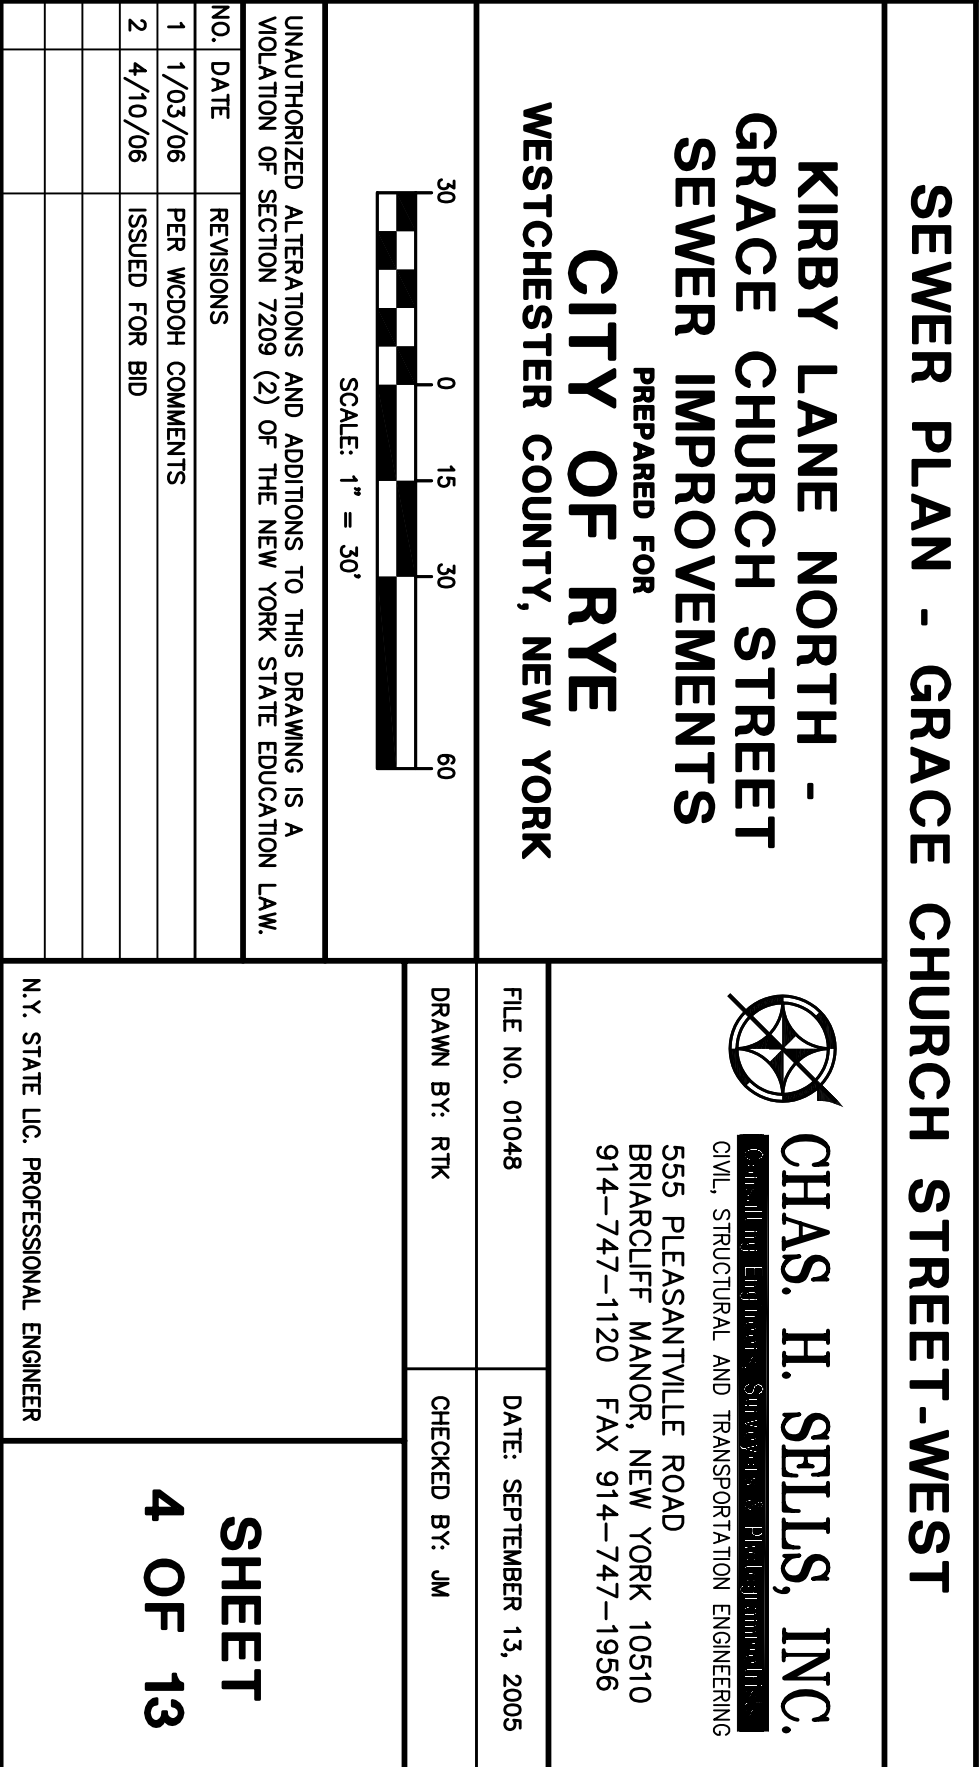 SEWER PLAN - GRACE CHURCH STREET-WEST
KIRBY LANE NORTH -
GRACE CHURCH STREET
SEWER IMPROVEMENTS
PREPARED FOR
CITY OF RYE
WESTCHESTER COUNTY, NEW YORK
30 0 15 30 60
SCALE: 1" = 30'
UNAUTHORIZED ALTERATIONS AND ADDITIONS TO THIS DRAWING IS A
VIOLATION OF SECTION 7209 (2) OF THE NEW YORK STATE EDUCATION LAW.
NO. DATE REVISIONS
1 1/03/06 PER WCDOH COMMENTS
2 4/10/06 ISSUED FOR BID
CHAS. H. SELLS, INC.
Consulting Engineers, Surveyors & Photogrammetrists
CIVIL, STRUCTURAL AND TRANSPORTATION ENGINEERING
555 PLEASANTVILLE ROAD
BRIARCLIFF MANOR, NEW YORK 10510
914-747-1120 FAX 914-747-1956
FILE NO. 01048
DATE: SEPTEMBER 13, 2005
DRAWN BY: RTK
CHECKED BY: JM
N.Y. STATE LIC. PROFESSIONAL ENGINEER
SHEET
4 OF 13